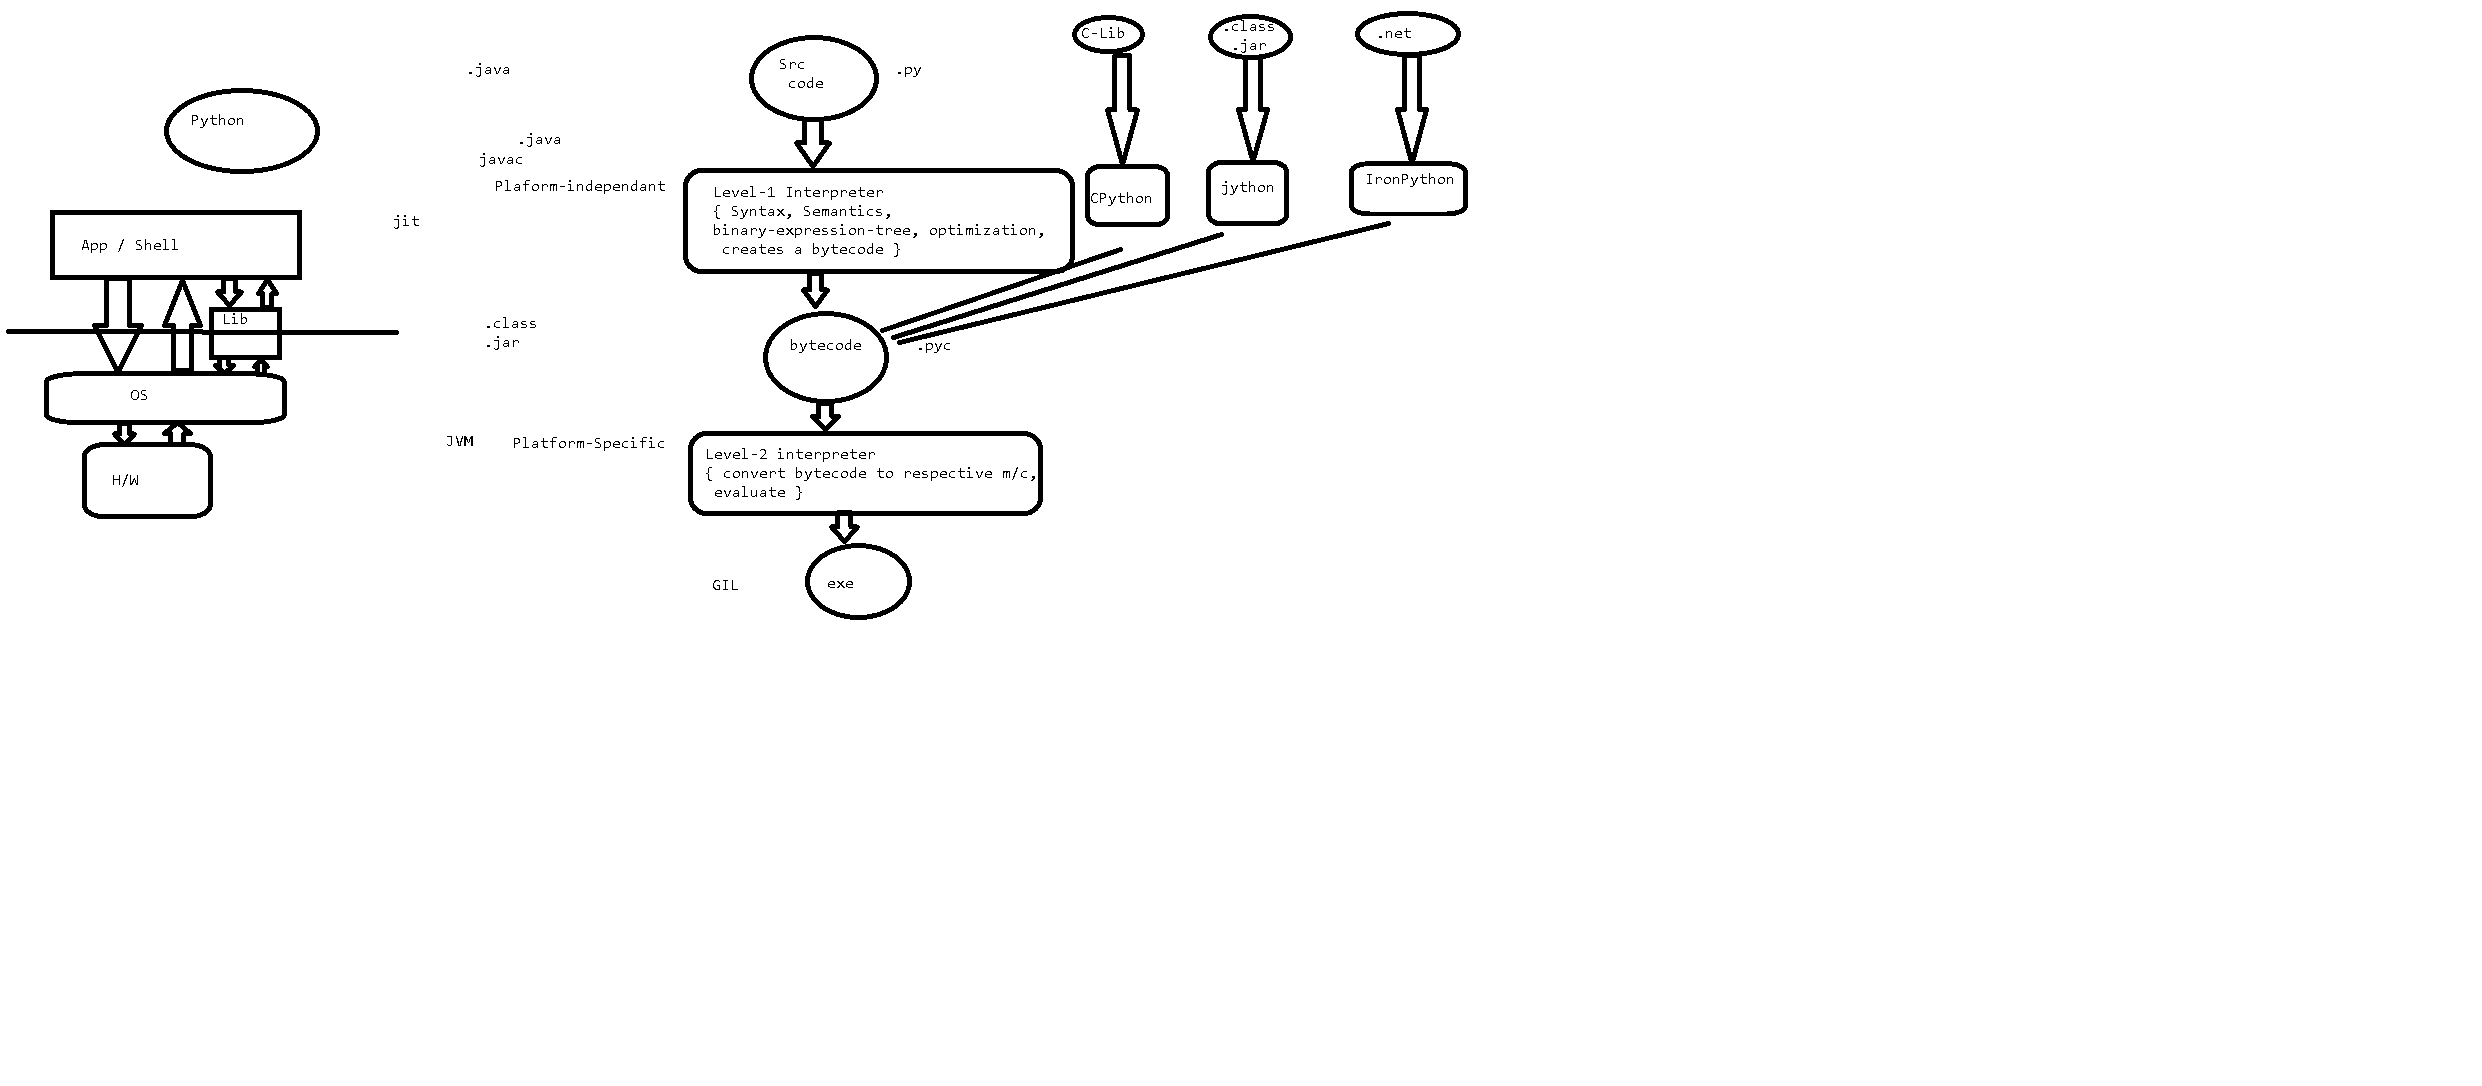 Python
App / Shell
Lib
OS
H/W
.java
.java
javac
Plaform-independant
jit
.class
.jar
JVM
Platform-Specific
Src
code
.py
Level-1 Interpreter
{ Syntax, Semantics,
binary-expression-tree, optimization,
creates a bytecode }
bytecode
.pyc
Level-2 interpreter
{ convert bytecode to respective m/c,
evaluate }
GIL
exe
C-Lib
.class
.jar
.net
CPython
jython
IronPython